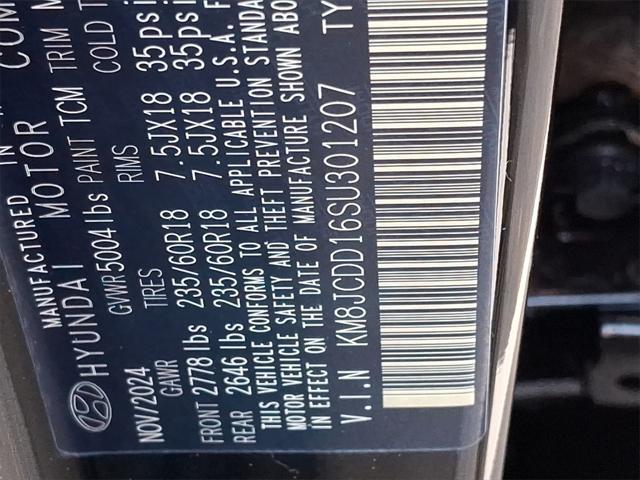 MANUFACTURED IN
HYUNDAI MOTOR COM
NOV/2024 GVWR 5004 lbs PAINT TCM TRIM
GAWR TIRES RIMS COLD T
FRONT 2778 lbs 235/60R18 7.5JX18 35psi
REAR 2646 lbs 235/60R18 7.5JX18 35psi
THIS VEHICLE CONFORMS TO ALL APPLICABLE U.S.A. F
MOTOR VEHICLE SAFETY AND THEFT PREVENTION STANDA
IN EFFECT ON THE DATE OF MANUFACTURE SHOWN ABO
V.I.N KM8JCDD16SU301207 TY